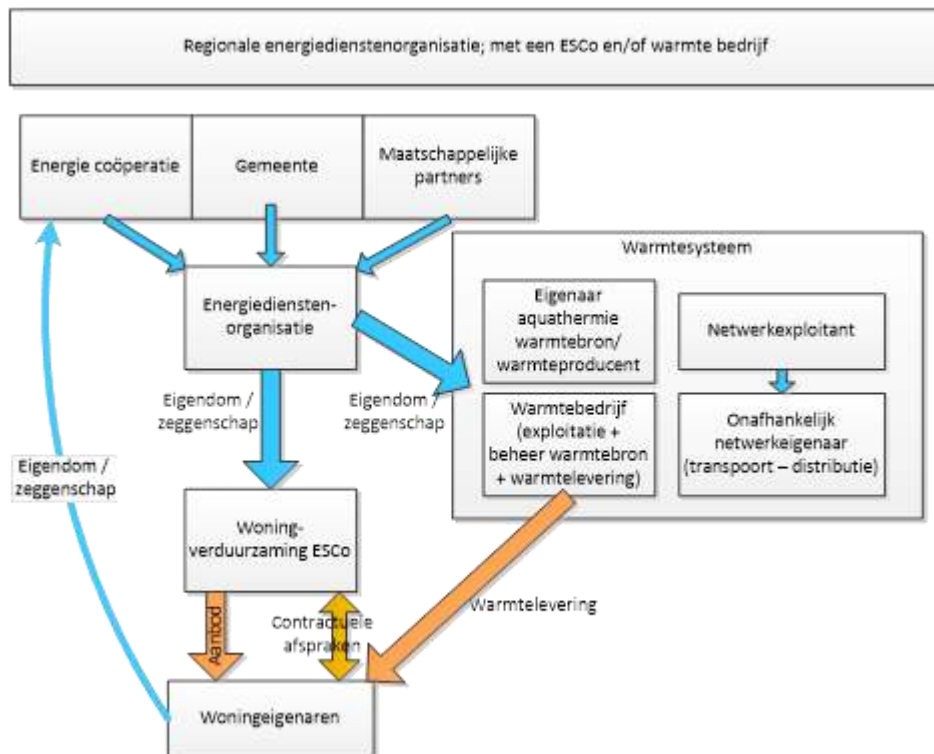 Regionale energiedienstenorganisatie; met een ESCo en/of warmte bedrijf
Energie coöperatie
Gemeente
Maatschappelijke
partners
Warmtesysteem
Energiediensten-
organisatie
Eigenaar
aquathermie
warmtebron/
warmteproducent
Netwerkexploitant
Eigendom /
zeggenschap
Eigendom /
zeggenschap
Warmtebedrijf
(exploitatie +
beheer warmtebron
+ warmtelevering)
Onafhankelijk
netwerkeigenaar
(transpoort – distributie)
Eigendom /
zeggenschap
Woning-
verduurzaming ESCo
Aanbod
Contractuele
afspraken
Warmtelevering
Woningeigenaren